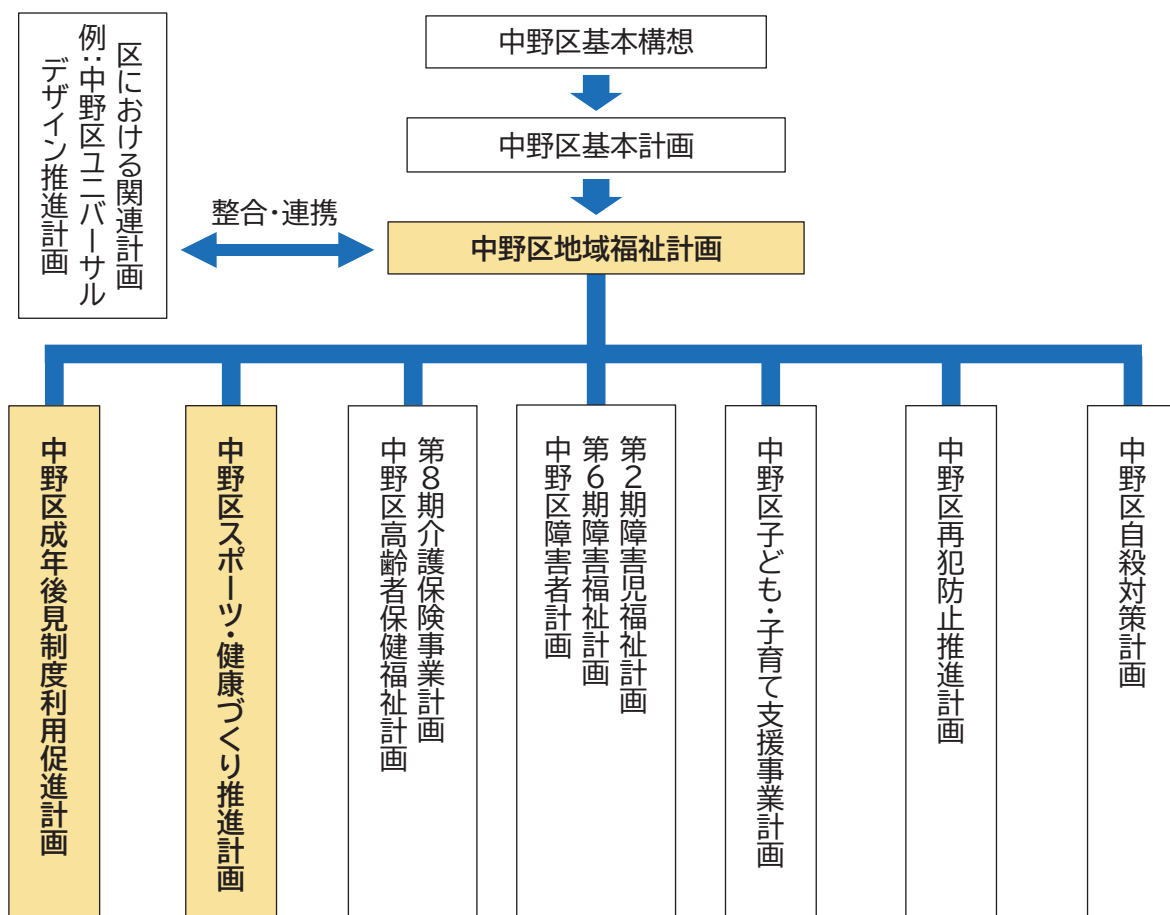 中野区基本構想
中野区基本計画
区における関連計画
例：中野区ユニバーサル
デザイン推進計画
整合・連携
中野区地域福祉計画
中野区成年後見制度利用促進計画
中野区スポーツ・健康づくり推進計画
第８期介護保険事業計画
中野区高齢者保健福祉計画
第２期障害児福祉計画
第６期障害福祉計画
中野区障害者計画
中野区子ども・子育て支援事業計画
中野区再犯防止推進計画
中野区自殺対策計画